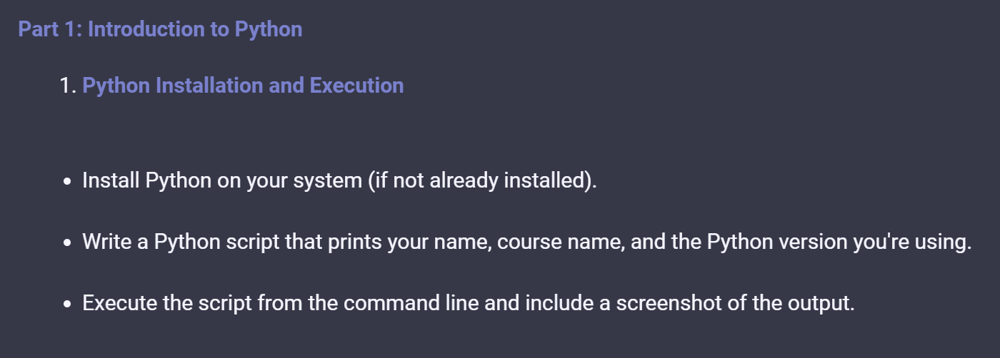 Part 1: Introduction to Python
1. Python Installation and Execution
• Install Python on your system (if not already installed).
• Write a Python script that prints your name, course name, and the Python version you're using.
• Execute the script from the command line and include a screenshot of the output.